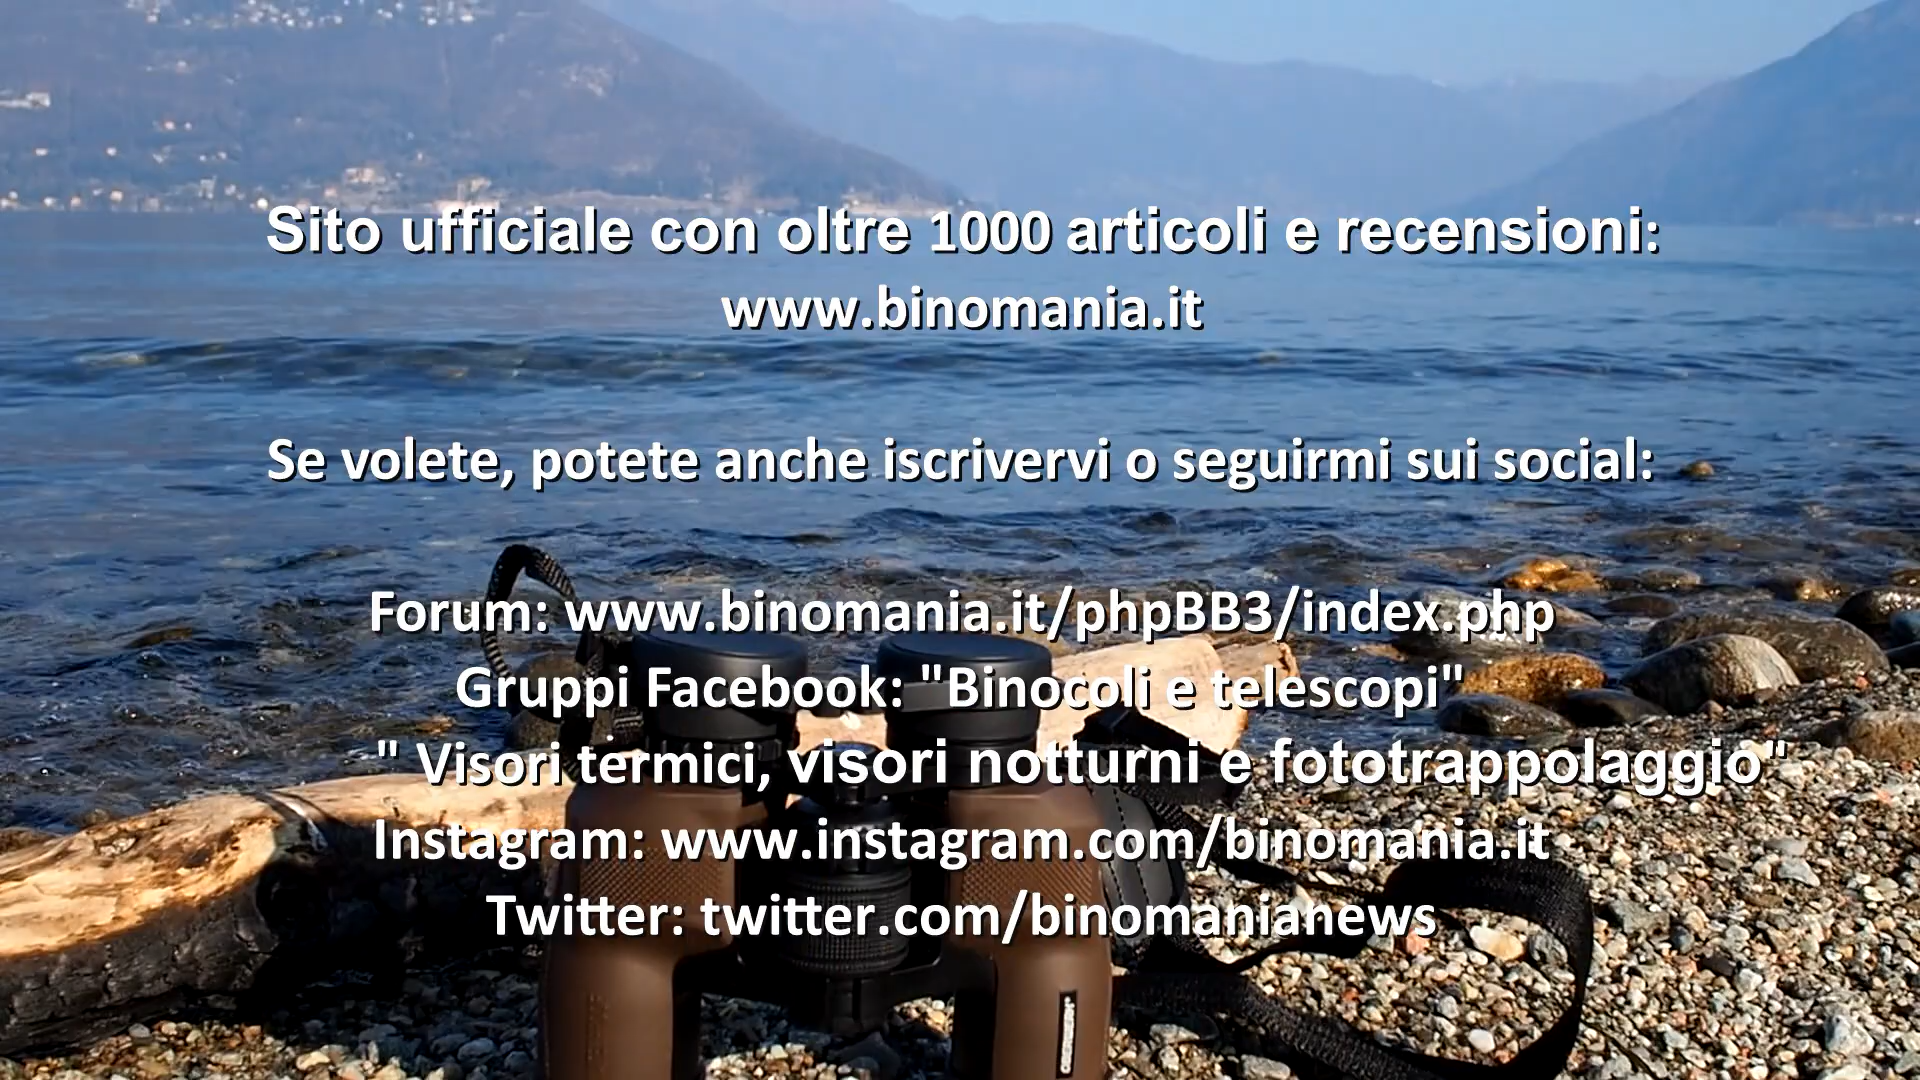 Sito ufficiale con oltre 1000 articoli e recensioni:
www.binomania.it
Se volete, potete anche iscrivervi o seguirmi sui social:
Forum: www.binomania.it/phpBB3/index.php
Gruppi Facebook: "Binocoli e telescopi"
" Visori termici, visori notturni e fototrappolaggio"
Instagram: www.instagram.com/binomania.it
Twitter: twitter.com/binomanianews